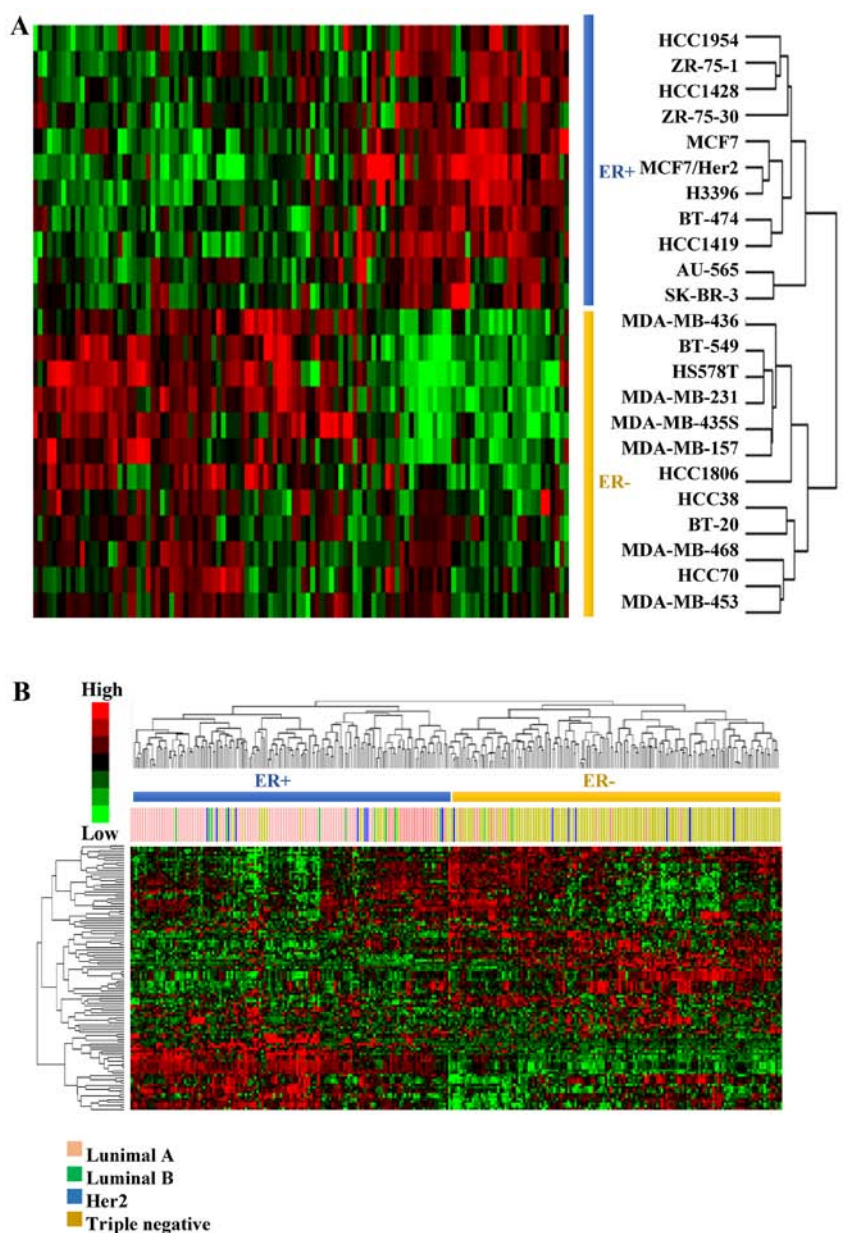 A
HCC1954
ZR-75-1
HCC1428
ZR-75-30
MCF7
MCF7/Her2
H3396
BT-474
HCC1419
AU-565
SK-BR-3
MDA-MB-436
BT-549
HS578T
MDA-MB-231
MDA-MB-435S
MDA-MB-157
HCC1806
HCC38
BT-20
MDA-MB-468
HCC70
MDA-MB-453
ER+
ER-
B
High
Low
ER+
ER-
Lunimal A
Luminal B
Her2
Triple negative